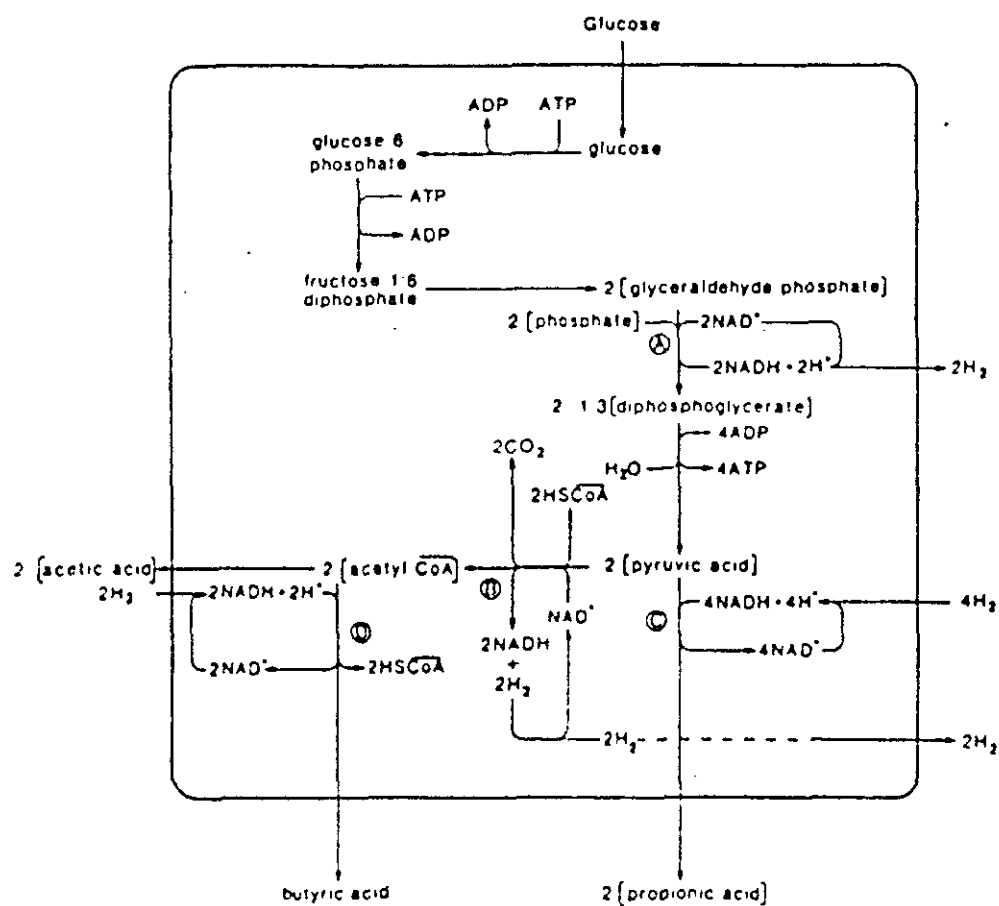 Glucose
ADP ATP
glucose 6
phosphate
glucose
ATP
ADP
fructose 1·6
diphosphate
2 [glyceraldehyde phosphate]
2 [phosphate]
2NAD⁺
A
2NADH + 2H⁺
2H₂
2 1·3 [diphosphoglycerate]
4ADP
2CO₂
H₂O
4ATP
2HSCoA
2 [acetic acid]
2 [acetyl CoA]
2 [pyruvic acid]
2H₂
2NADH + 2H⁺
B
NAD⁺
4NADH + 4H⁺
4H₂
D
C
2NADH
+
2H₂
2NAD⁺
2HSCoA
4NAD⁺
2H₂
2H₂
butyric acid
2 [propionic acid]